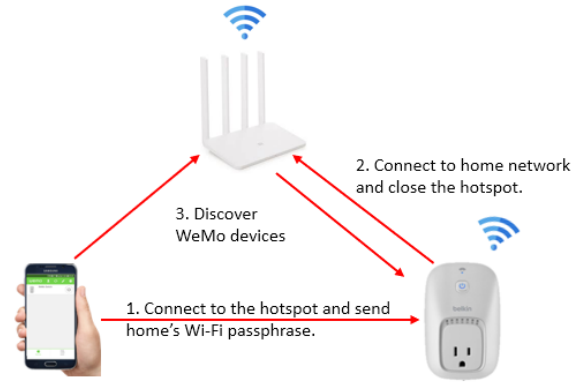 2. Connect to home network
and close the hotspot.
3. Discover
WeMo devices
1. Connect to the hotspot and send
home's Wi-Fi passphrase.
belkin